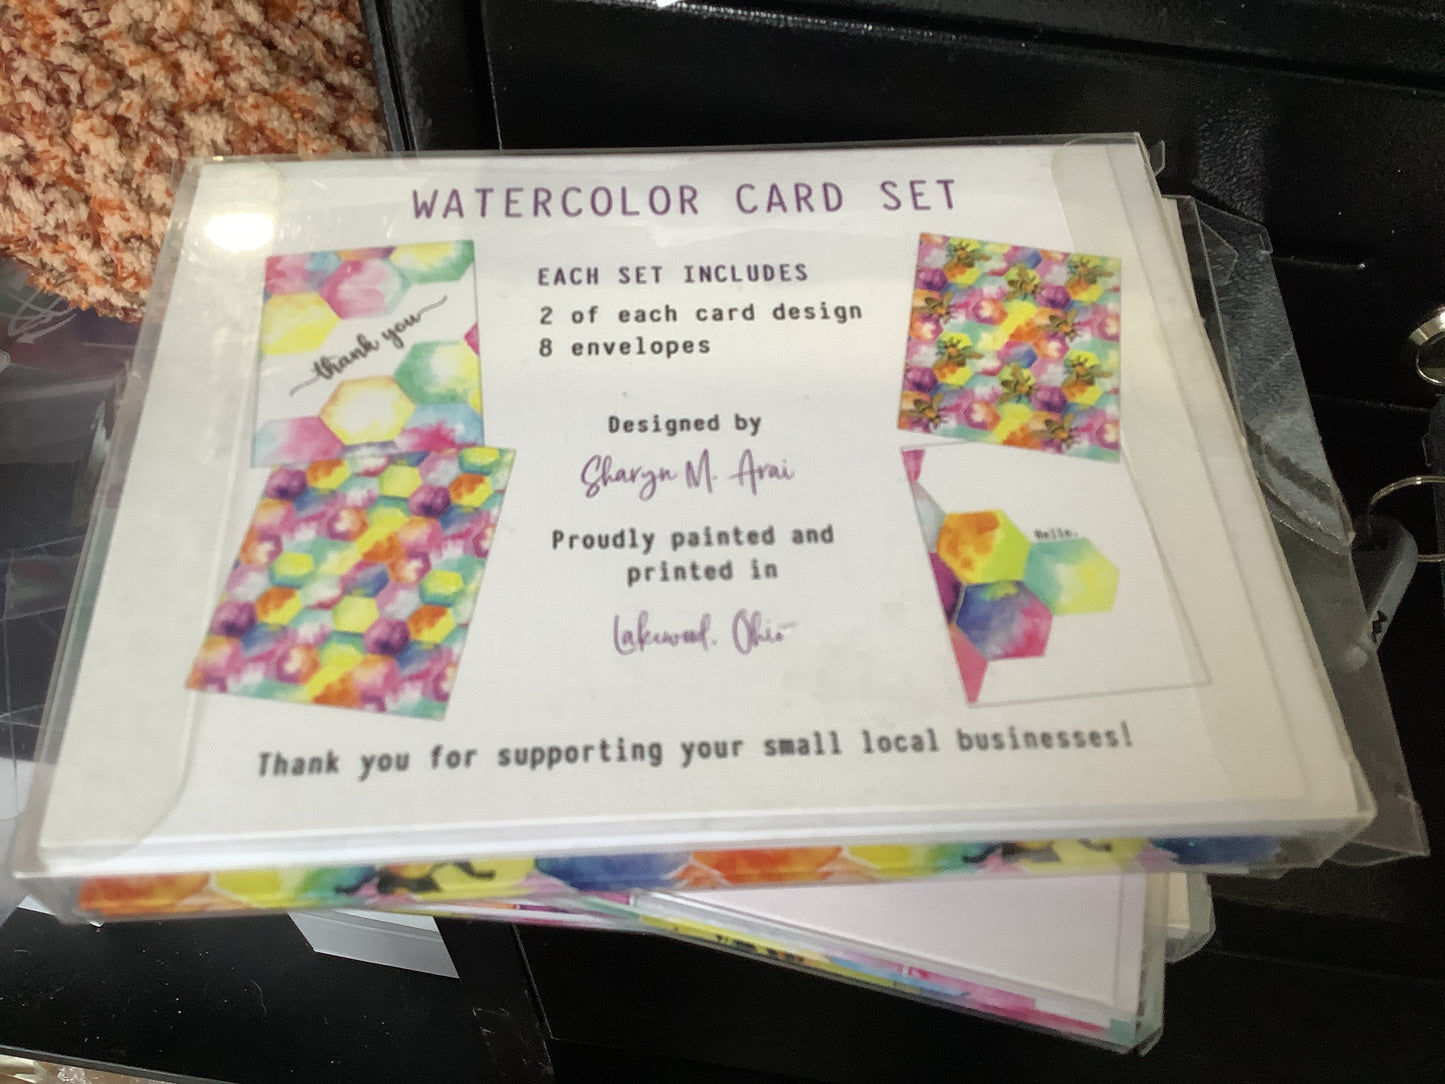 WATERCOLOR CARD SET
thank you
EACH SET INCLUDES
2 of each card design
8 envelopes
Designed by
Sharyn M. Arai
Hello.
Proudly painted and
printed in
Lakewood, Ohio
Thank you for supporting your small local businesses!